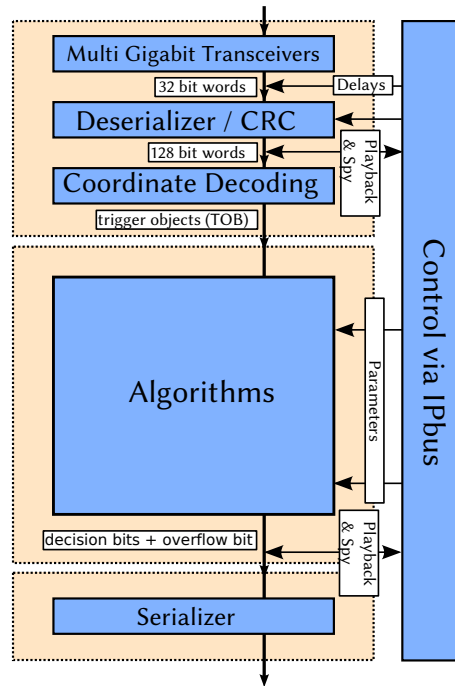 Multi Gigabit Transceivers
32 bit words
Delays
Deserializer / CRC
128 bit words
Playback
& Spy
Coordinate Decoding
trigger objects (TOB)
Control via IPbus
Algorithms
Parameters
decision bits + overflow bit
Playback
& Spy
Serializer